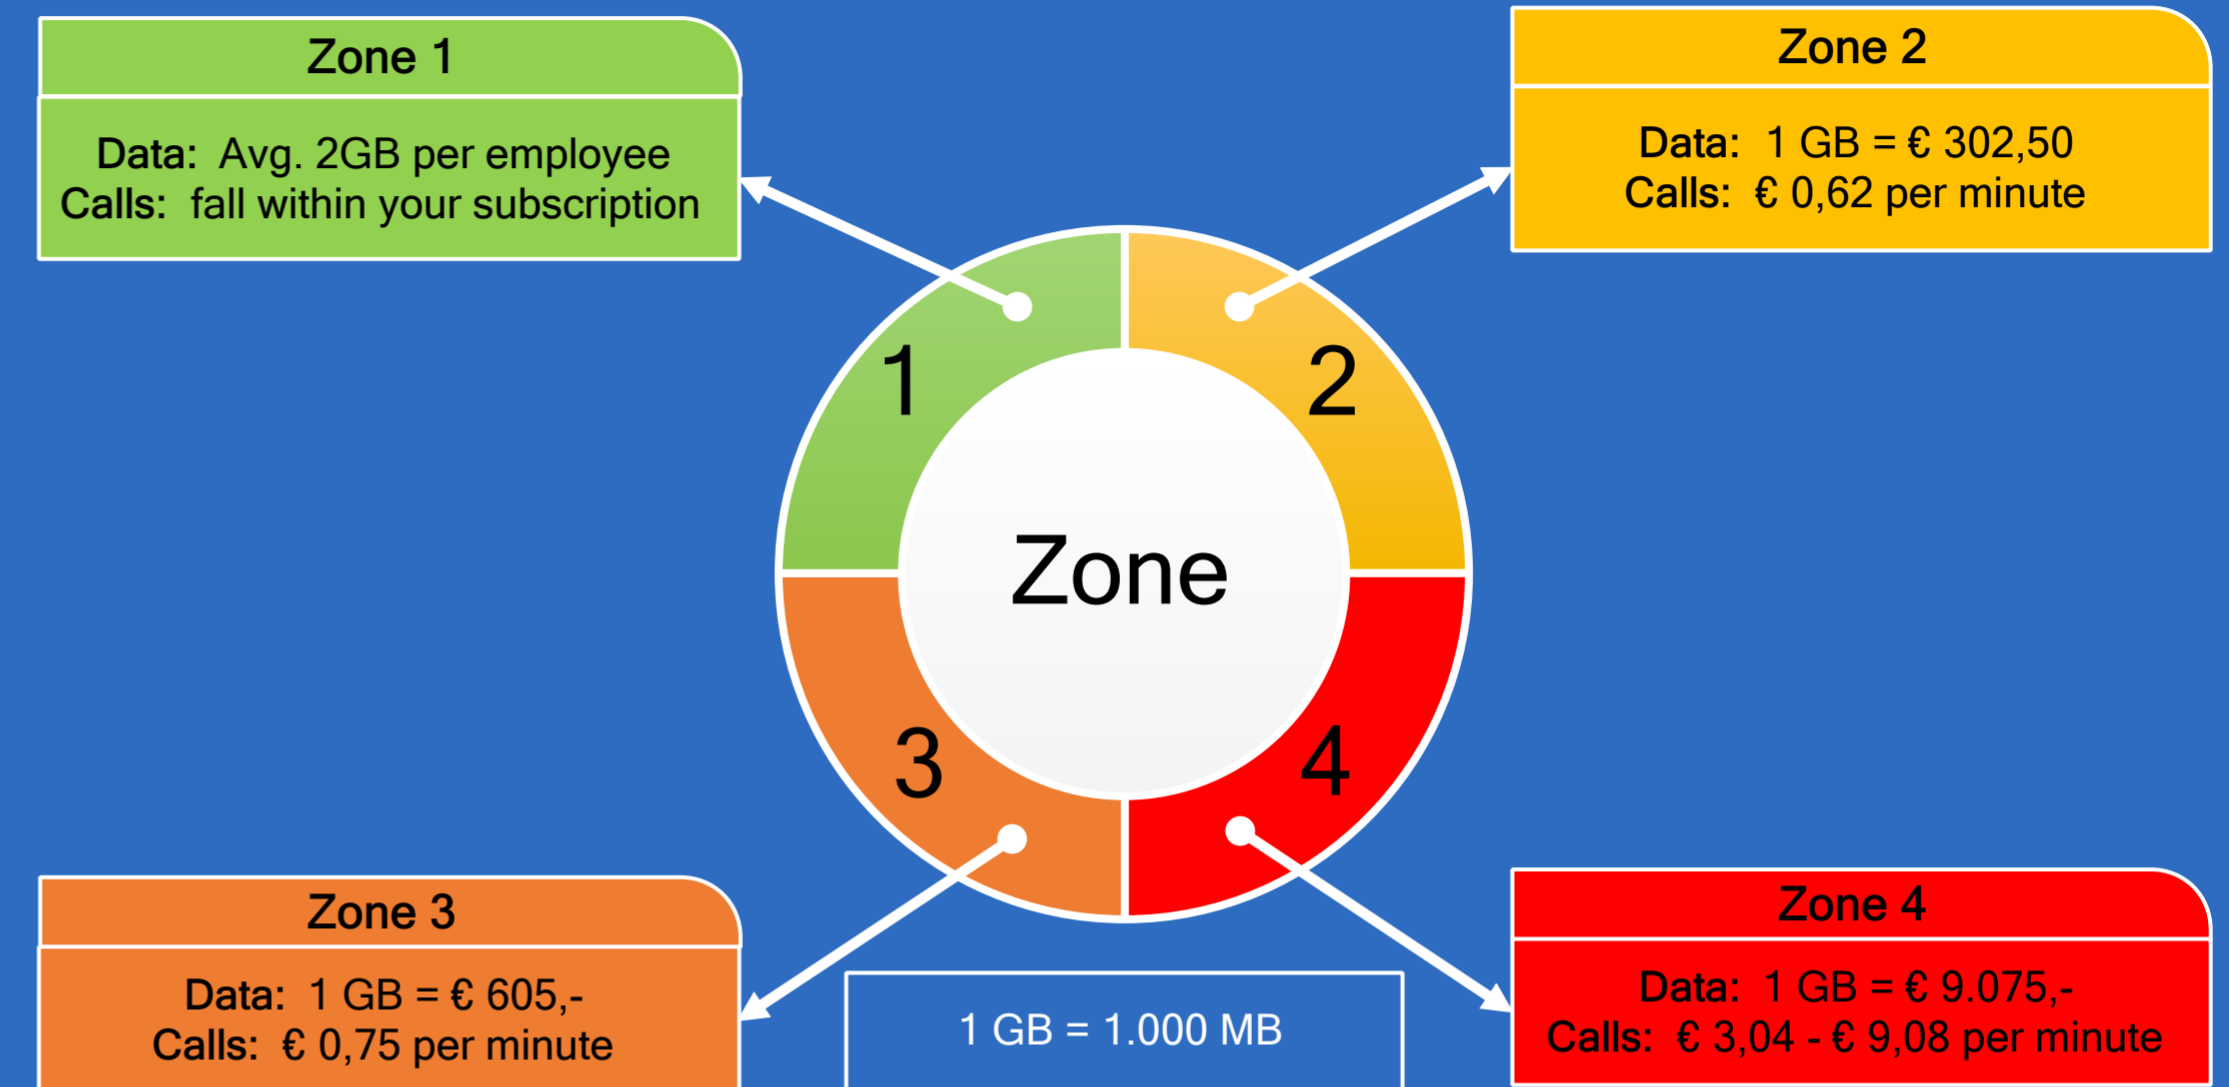 Zone 1
Data: Avg. 2GB per employee
Calls: fall within your subscription
Zone 2
Data: 1 GB = € 302,50
Calls: € 0,62 per minute
1
2
Zone
3
4
Zone 3
Data: 1 GB = € 605,-
Calls: € 0,75 per minute
1 GB = 1.000 MB
Zone 4
Data: 1 GB = € 9.075,-
Calls: € 3,04 - € 9,08 per minute